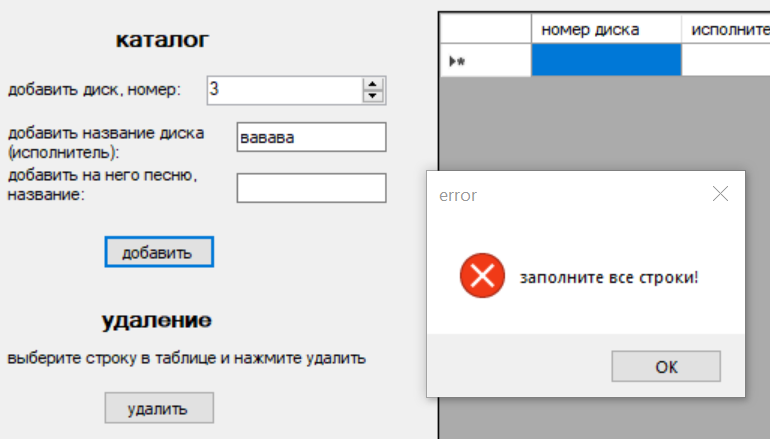 каталог
номер диска
исполните
добавить диск, номер:
3
добавить название диска
(исполнитель):
вавава
добавить на него песню,
название:
error
заполните все строки!
OK
добавить
удаление
выберите строку в таблице и нажмите удалить
удалить